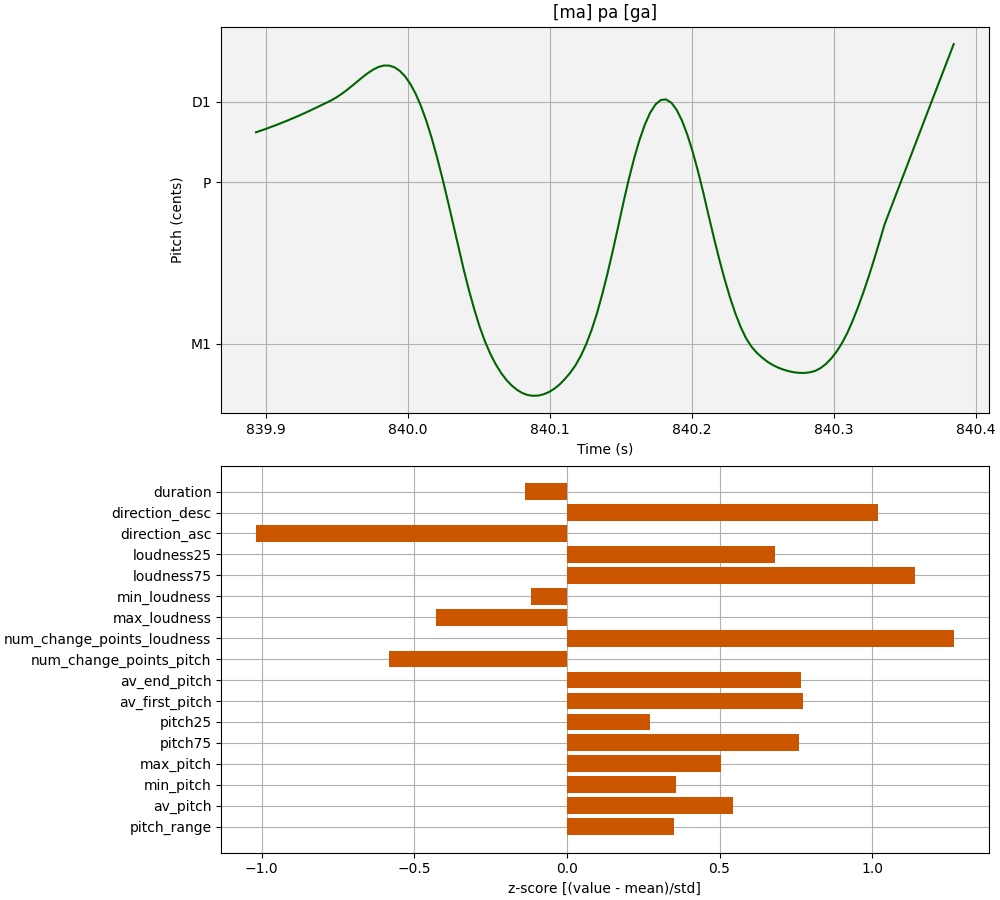 [ma] pa [ga]
Pitch (cents)
D1
P
M1
839.9 840.0 840.1 840.2 840.3 840.4
Time (s)
duration
direction_desc
direction_asc
loudness25
loudness75
min_loudness
max_loudness
num_change_points_loudness
num_change_points_pitch
av_end_pitch
av_first_pitch
pitch25
pitch75
max_pitch
min_pitch
av_pitch
pitch_range
−1.0 −0.5 0.0 0.5 1.0
z-score [(value - mean)/std]